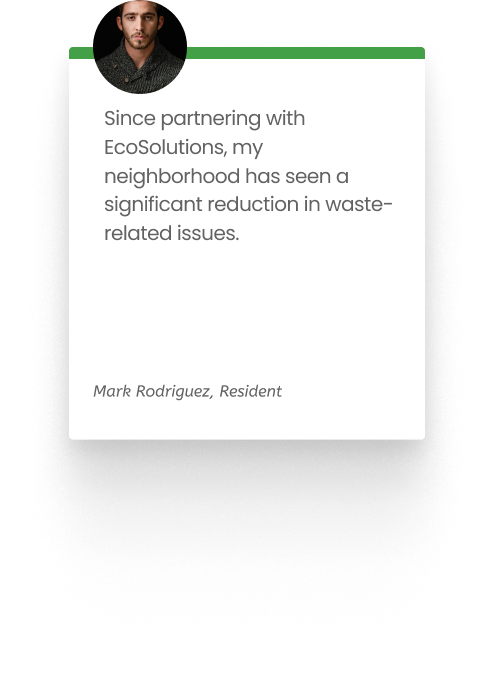 Since partnering with
EcoSolutions, my
neighborhood has seen a
significant reduction in waste-
related issues.
Mark Rodriguez, Resident